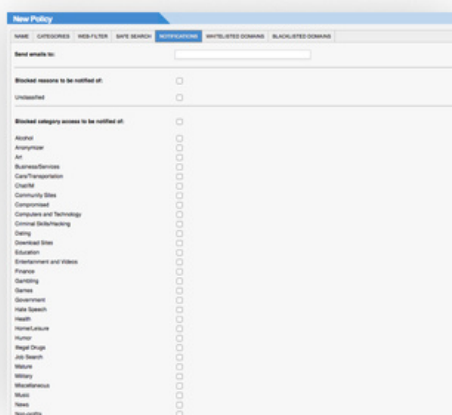 New Policy
NAME CATEGORIES WEB FILTER SAFE SEARCH NOTIFICATIONS WHITELISTED DOMAINS BLACKLISTED DOMAINS
Send emails to:
Blocked reasons to be notified of:
Unclassified
Blocked category access to be notified of:
Alcohol
Anonymizer
Art
Business/Services
Cars/Transportation
Chat/IM
Community Sites
Compromised
Computers and Technology
Criminal Skills/Hacking
Dating
Download Sites
Education
Entertainment and Videos
Finance
Gambling
Games
Government
Hate Speech
Health
Home/Leisure
Humor
Illegal Drugs
Job Search
Mature
Military
Miscellaneous
Music
News
Non-profits